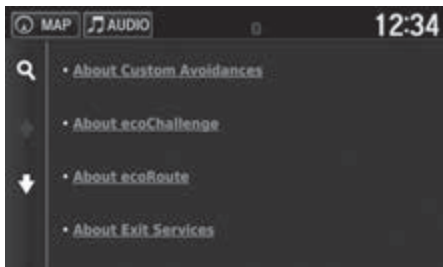 MAP AUDIO 12:34
• About Custom Avoidances
• About ecoChallenge
• About ecoRoute
• About Exit Services